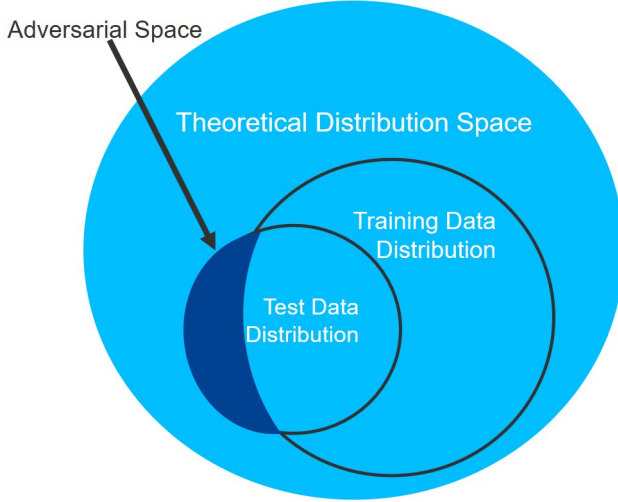 Adversarial Space
Theoretical Distribution Space
Training Data
Distribution
Test Data
Distribution